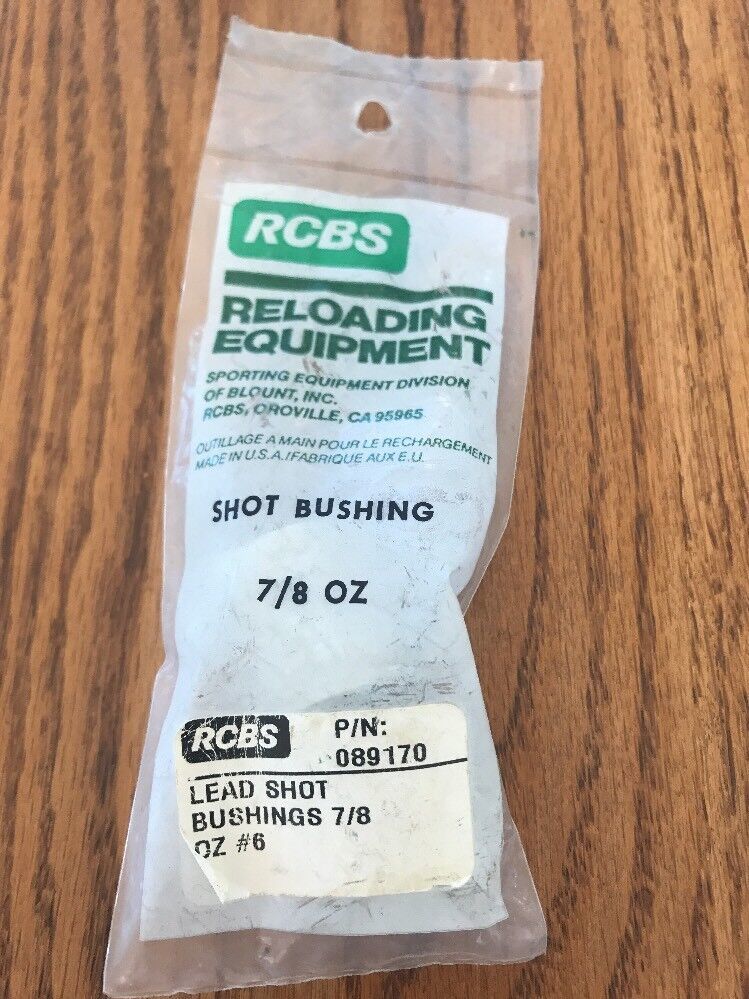 RCBS
RELOADING
EQUIPMENT
SPORTING EQUIPMENT DIVISION
OF BLOUNT, INC.
RCBS, OROVILLE, CA 95965
OUTILLAGE A MAIN POUR LE RECHARGEMENT
MADE IN U.S.A./FABRIQUE AUX E.U.
SHOT BUSHING
7/8 OZ
RCBS
P/N:
089170
LEAD SHOT
BUSHINGS 7/8
OZ #6